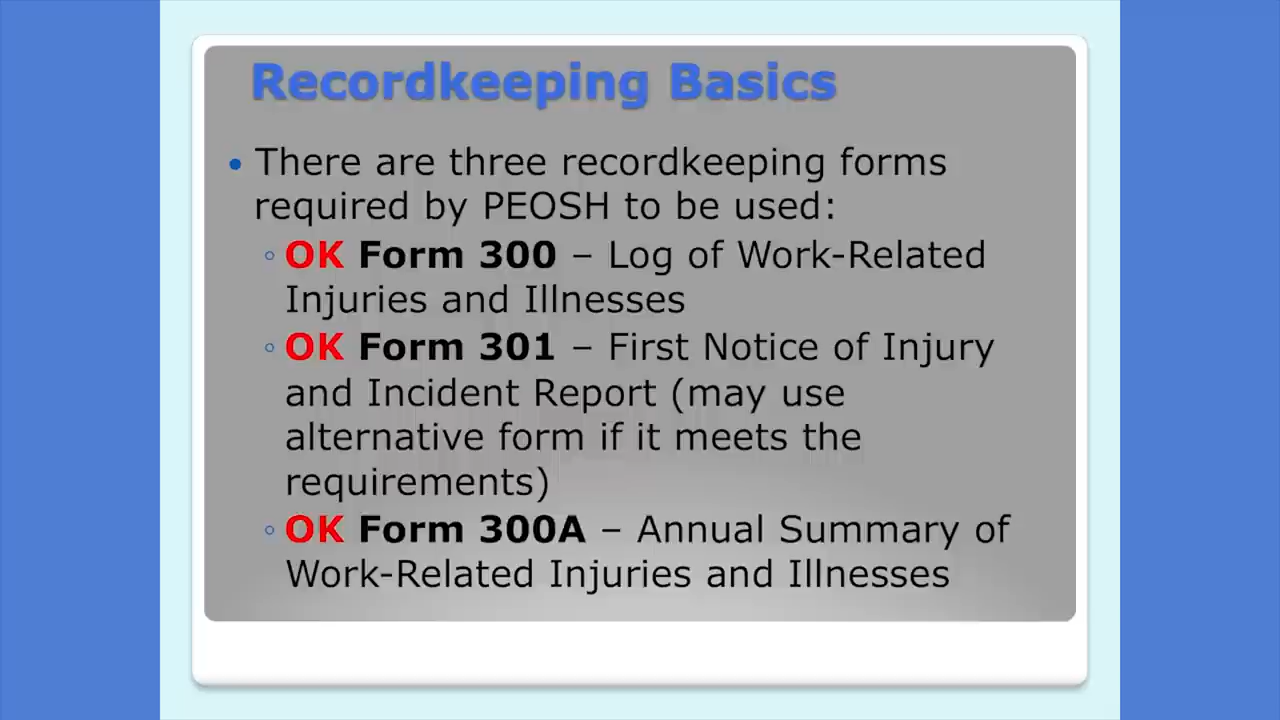 Recordkeeping Basics
• There are three recordkeeping forms
required by PEOSH to be used:
◦ OK Form 300 – Log of Work-Related
Injuries and Illnesses
◦ OK Form 301 – First Notice of Injury
and Incident Report (may use
alternative form if it meets the
requirements)
◦ OK Form 300A – Annual Summary of
Work-Related Injuries and Illnesses